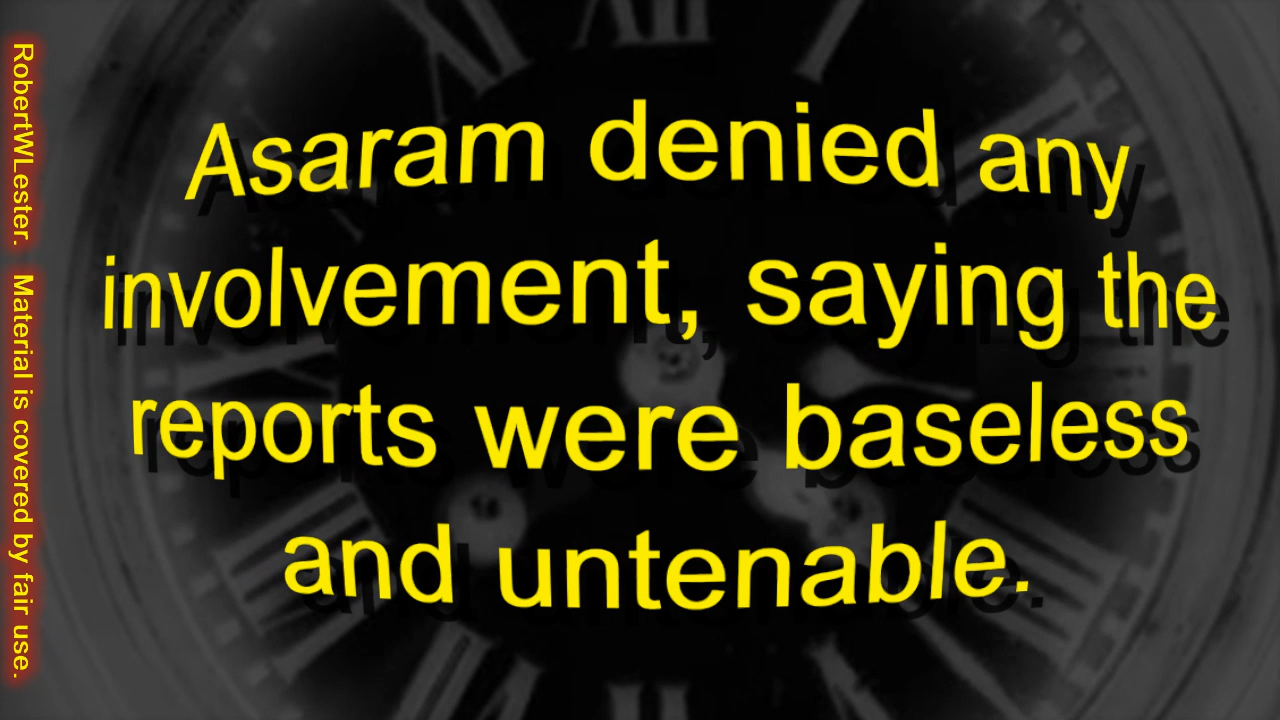 Asaram denied any
involvement, saying the
reports were baseless
and untenable.
RobertWLester. Material is covered by fair use.